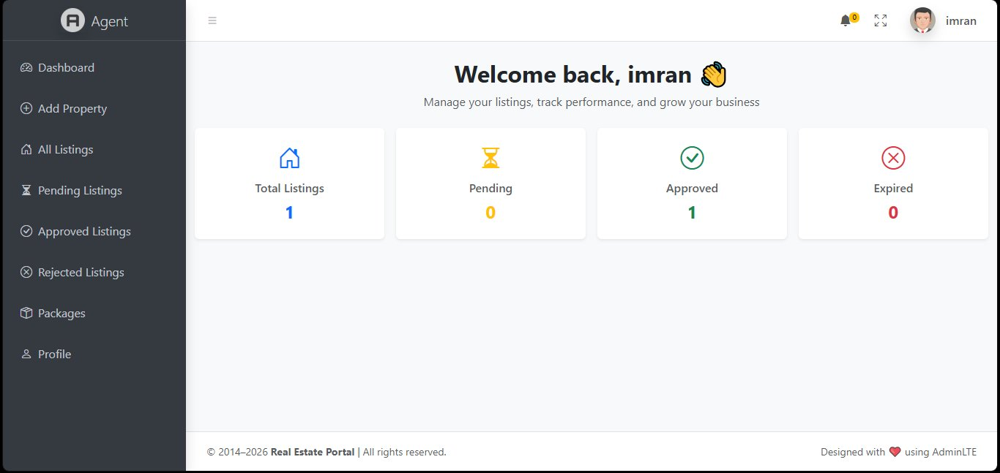 Agent
0
imran
Dashboard
Add Property
All Listings
Pending Listings
Approved Listings
Rejected Listings
Packages
Profile
Welcome back, imran 👋
Manage your listings, track performance, and grow your business
Total Listings
1
Pending
0
Approved
1
Expired
0
© 2014–2026 Real Estate Portal | All rights reserved.
Designed with ❤️ using AdminLTE